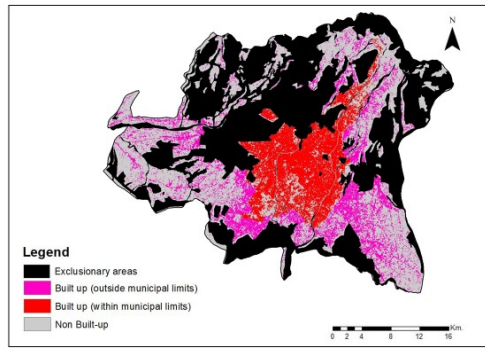 N
Legend
Exclusionary areas
Built up (outside municipal limits)
Built up (within municipal limits)
Non Built-up
0 2 4 8 12 16
Km.